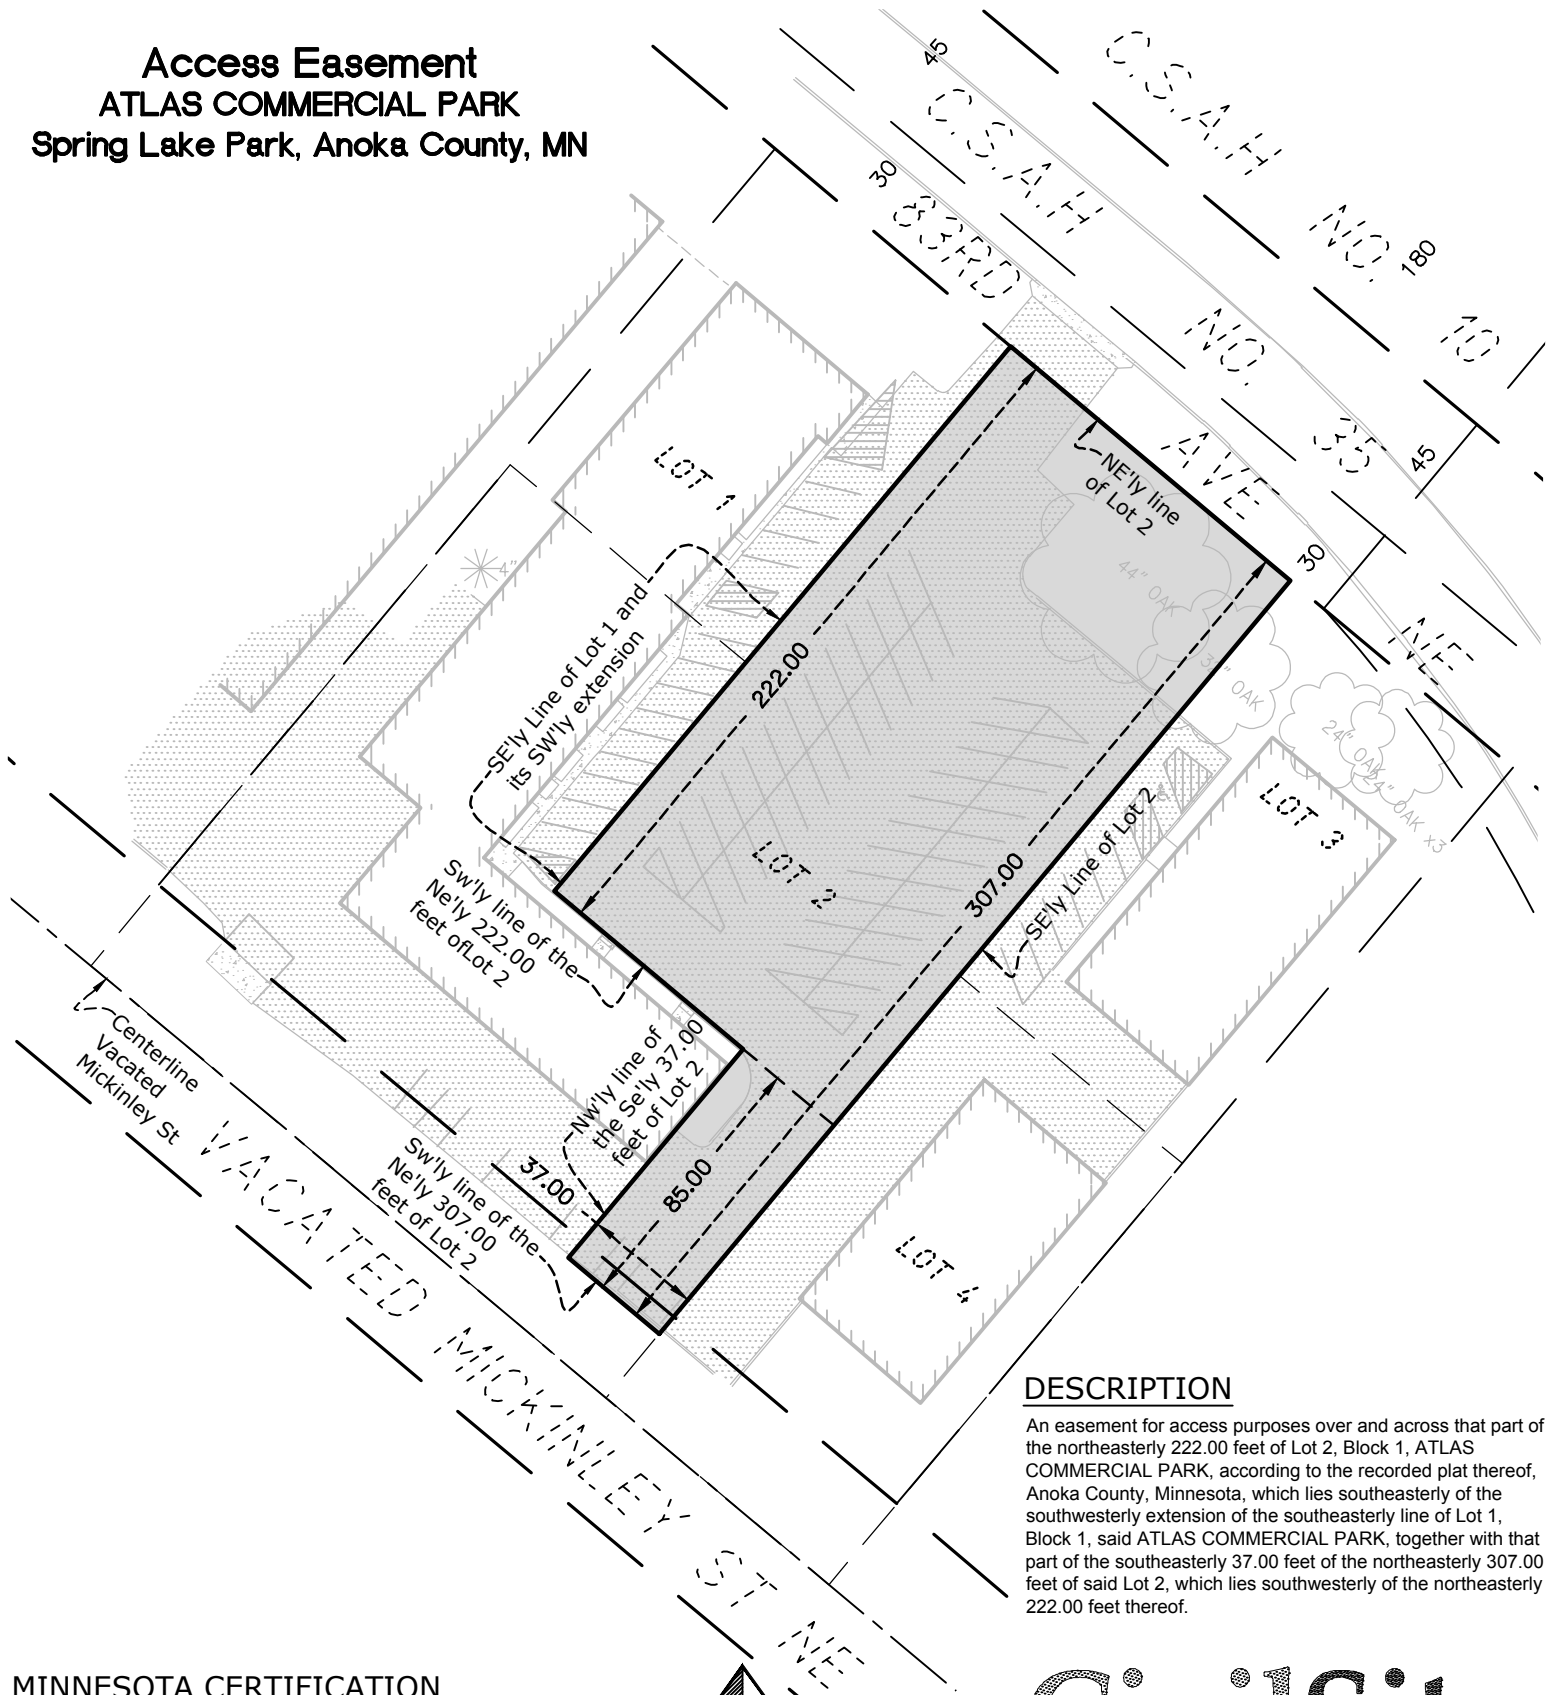 Access Easement
ATLAS COMMERCIAL PARK
Spring Lake Park, Anoka County, MN
C.S.A.H NO. 10
C.S.A.H NO. 35
83RD AVE NE
45
30
180
45
30
LOT 1
NE'ly line
of Lot 2
4"
44" OAK
OAK
24" OAK
24" OAK x3
SE'ly Line of Lot 1 and
its SW'ly extension
222.00
307.00
LOT 2
SE'ly Line of Lot 2
LOT 3
Sw'ly line of the
Ne'ly 222.00
feet ofLot 2
NW'ly line of
the Se'ly 37.00
feet of Lot 2
Centerline
Vacated
Mickinley St
Sw'ly line of the
Ne'ly 307.00
feet of Lot 2
37.00
85.00
LOT 4
VACATED MICKINLEY ST NE
DESCRIPTION
An easement for access purposes over and across that part of
the northeasterly 222.00 feet of Lot 2, Block 1, ATLAS
COMMERCIAL PARK, according to the recorded plat thereof,
Anoka County, Minnesota, which lies southeasterly of the
southwesterly extension of the southeasterly line of Lot 1,
Block 1, said ATLAS COMMERCIAL PARK, together with that
part of the southeasterly 37.00 feet of the northeasterly 307.00
feet of said Lot 2, which lies southwesterly of the northeasterly
222.00 feet thereof.
MINNESOTA CERTIFICATION
CivilSit